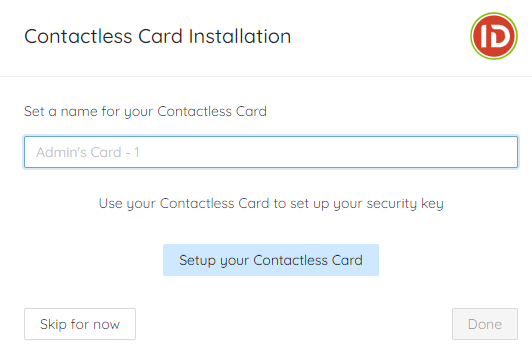 Contactless Card Installation
ID
Set a name for your Contactless Card
Admin's Card - 1
Use your Contactless Card to set up your security key
Setup your Contactless Card
Skip for now
Done